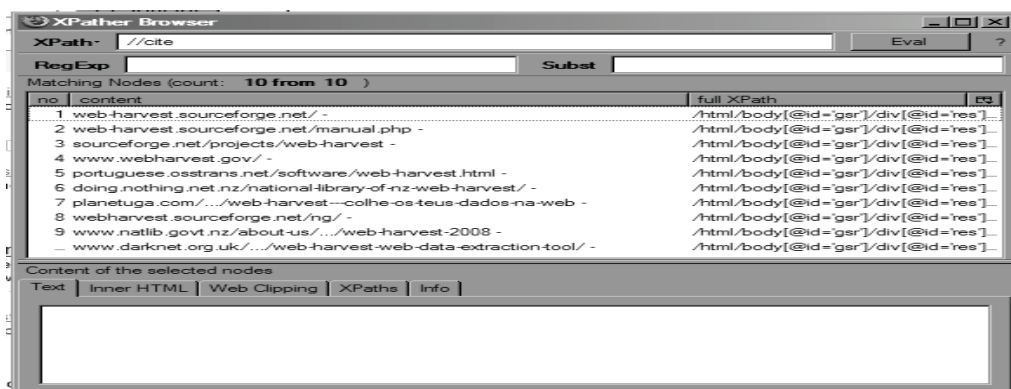 XPather Browser
XPath //cite Eval ?
RegExp Subst
Matching Nodes (count: 10 from 10 )
no content full XPath
1 web-harvest.sourceforge.net/ - /html/body[@id='gsr']/div[@id='res']...
2 web-harvest.sourceforge.net/manual.php - /html/body[@id='gsr']/div[@id='res']...
3 sourceforge.net/projects/web-harvest - /html/body[@id='gsr']/div[@id='res']...
4 www.webharvest.gov/ - /html/body[@id='gsr']/div[@id='res']...
5 portuguese.osstrans.net/software/web-harvest.html - /html/body[@id='gsr']/div[@id='res']...
6 doing.nothing.net.nz/national-library-of-nz-web-harvest/ - /html/body[@id='gsr']/div[@id='res']...
7 planetuga.com/.../web-harvest---colhe-os-teus-dados-na-web - /html/body[@id='gsr']/div[@id='res']...
8 webharvest.sourceforge.net/ng/ - /html/body[@id='gsr']/div[@id='res']...
9 www.natlib.govt.nz/about-us/.../web-harvest-2008 - /html/body[@id='gsr']/div[@id='res']...
... www.darknet.org.uk/.../web-harvest-web-data-extraction-tool/ - /html/body[@id='gsr']/div[@id='res']...
Content of the selected nodes
Text Inner HTML Web Clipping XPaths Info